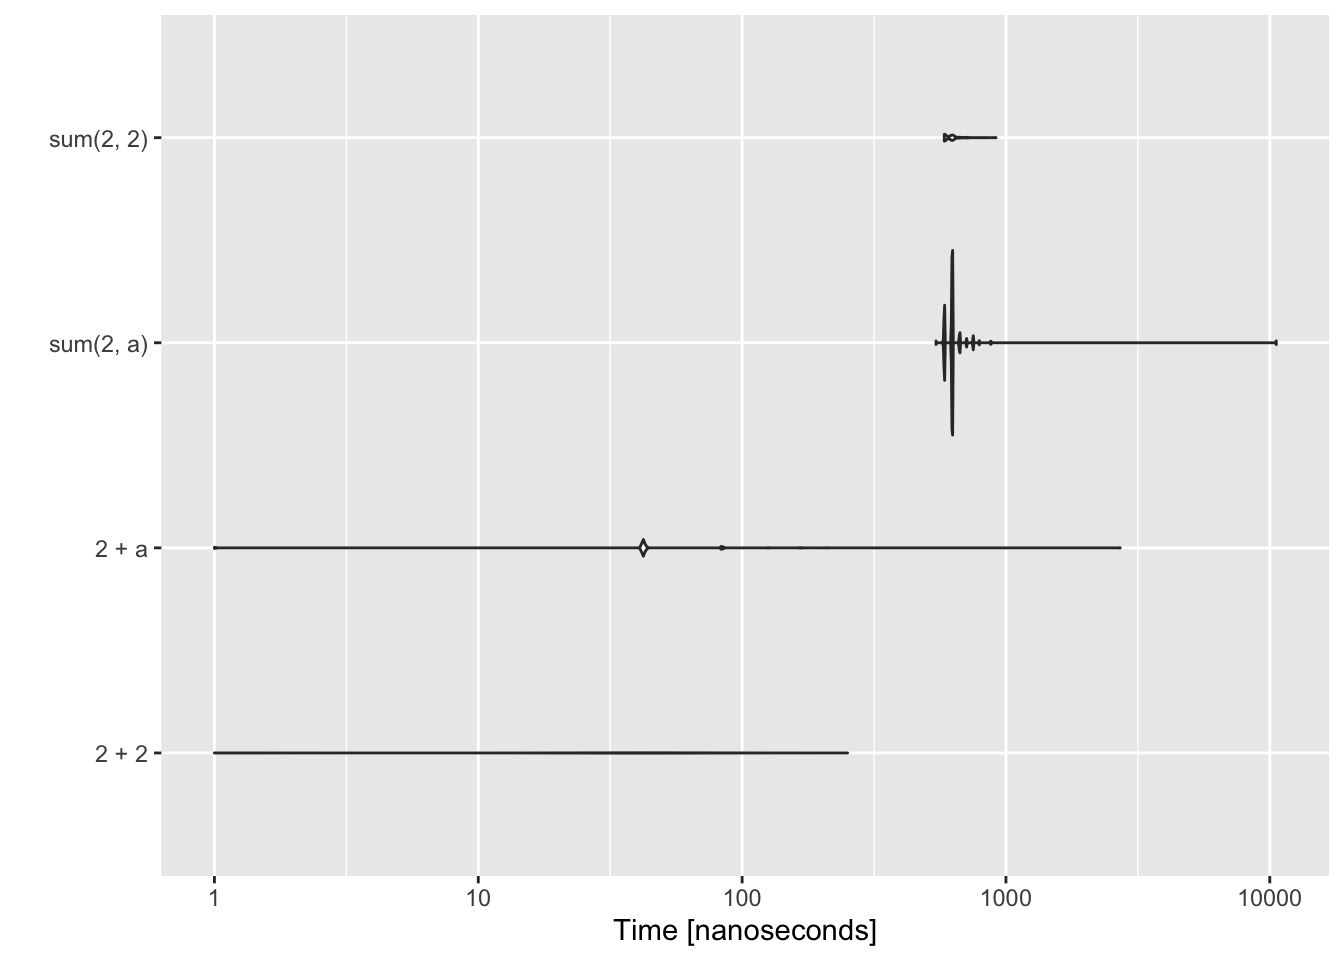 sum(2, 2)
sum(2, a)
2 + a
2 + 2
1 10 100 1000 10000
Time [nanoseconds]